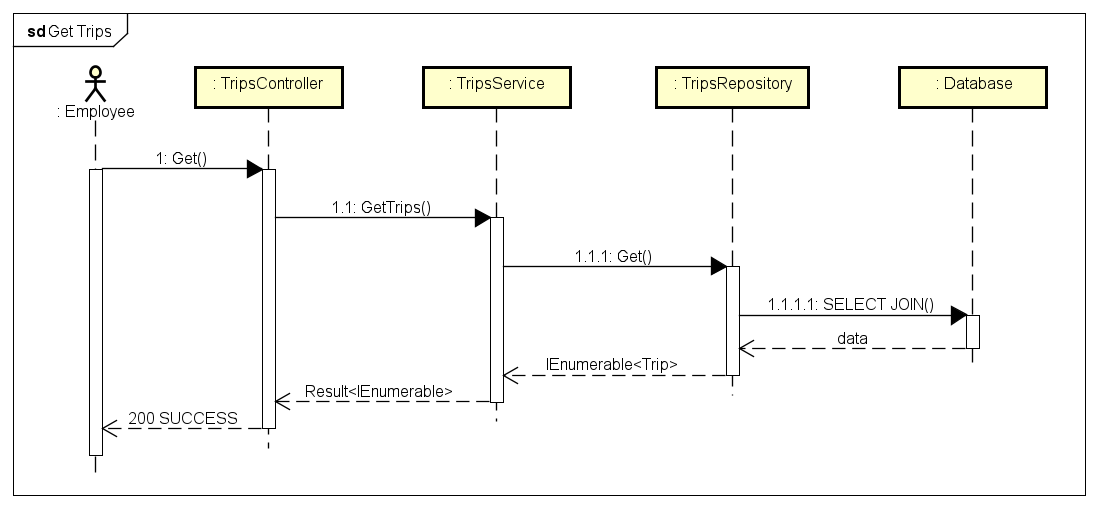 sd Get Trips
: Employee
: TripsController
: TripsService
: TripsRepository
: Database
1: Get()
1.1: GetTrips()
1.1.1: Get()
1.1.1.1: SELECT JOIN()
data
IEnumerable<Trip>
Result<IEnumerable>
200 SUCCESS